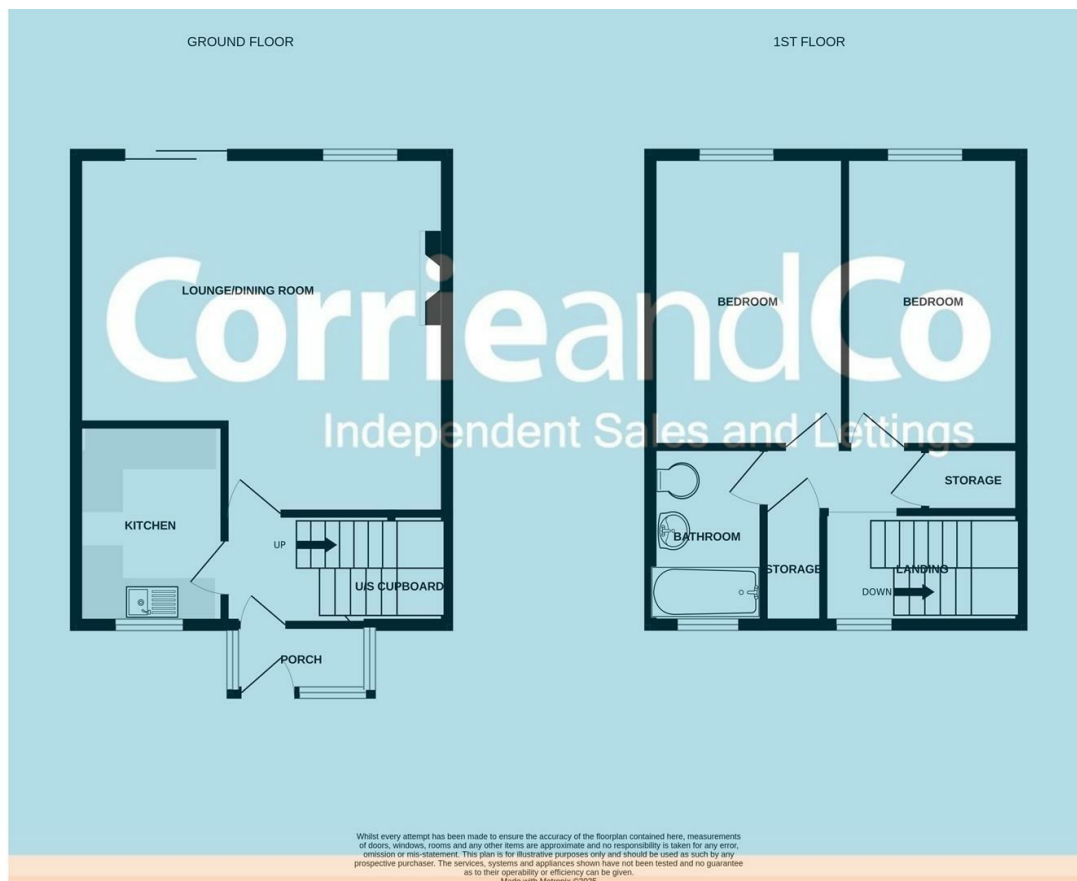 GROUND FLOOR
1ST FLOOR
LOUNGE/DINING ROOM
BEDROOM
BEDROOM
CorrieandCo
Independent Sales and Lettings
STORAGE
KITCHEN
UP
BATHROOM
STORAGE
LANDING
U/S CUPBOARD
DOWN
PORCH
Whilst every attempt has been made to ensure the accuracy of the floorplan contained here, measurements
of doors, windows, rooms and any other items are approximate and no responsibility is taken for any error,
omission or mis-statement. This plan is for illustrative purposes only and should be used as such by any
prospective purchaser. The services, systems and appliances shown have not been tested and no guarantee
as to their operability or efficiency can be given.
Made with Metropix ©2025